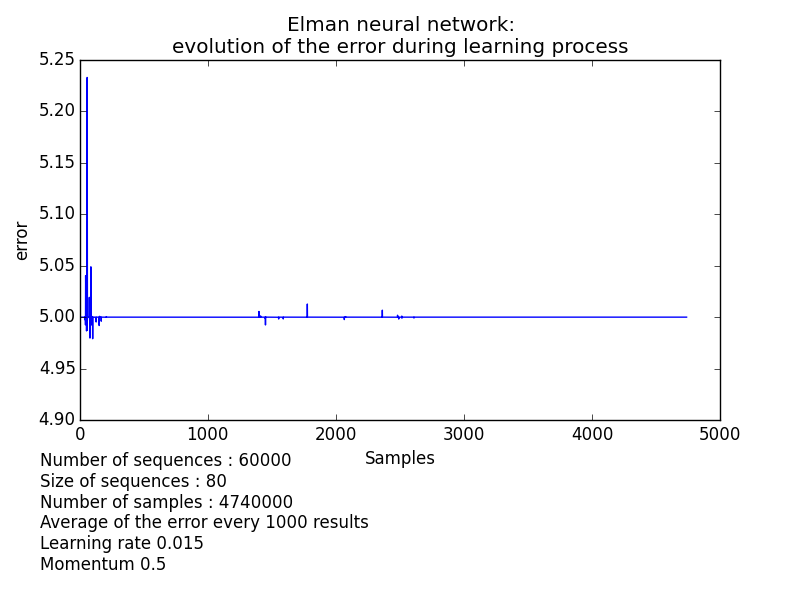 Elman neural network:
evolution of the error during learning process
5.25
5.20
5.15
5.10
5.05
5.00
4.95
4.90
error
0 1000 2000 3000 4000 5000
Samples
Number of sequences : 60000
Size of sequences : 80
Number of samples : 4740000
Average of the error every 1000 results
Learning rate 0.015
Momentum 0.5